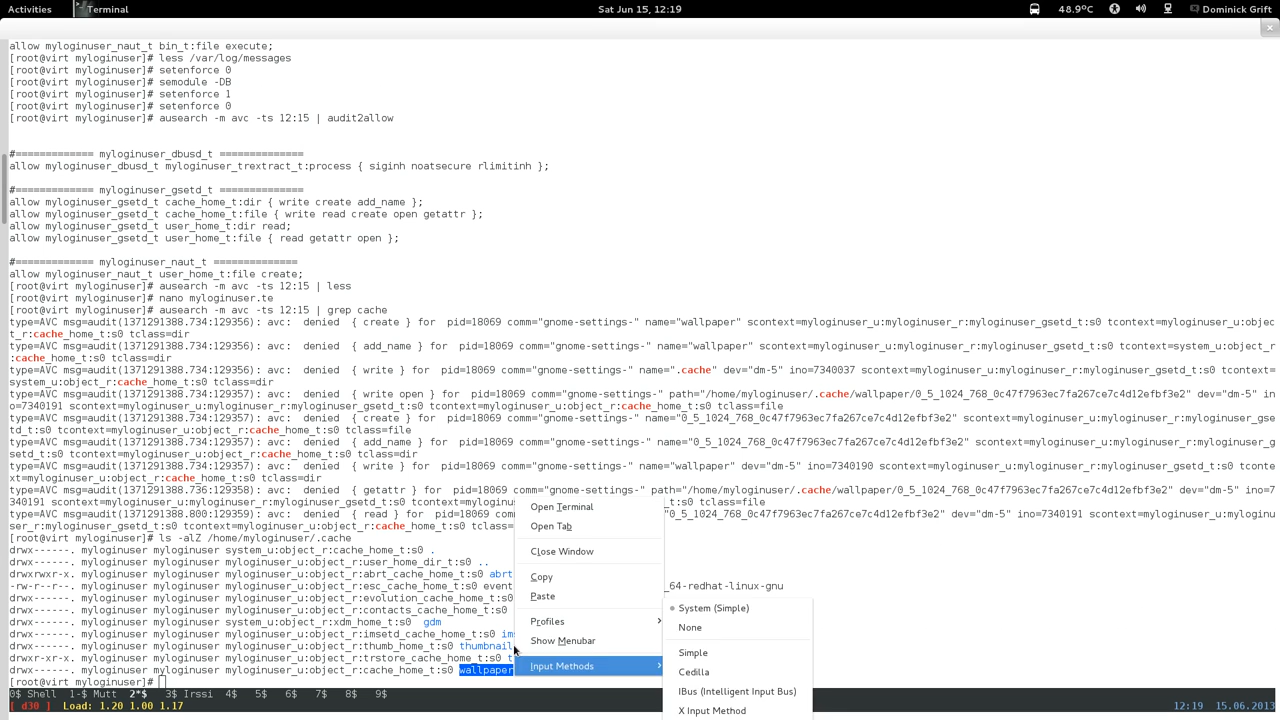 Activities Terminal Sat Jun 15, 12:19 48.9°C Dominick Grift
allow myloginuser_naut_t bin_t:file execute;
[root@virt myloginuser]# less /var/log/messages
[root@virt myloginuser]# setenforce 0
[root@virt myloginuser]# semodule -DB
[root@virt myloginuser]# setenforce 1
[root@virt myloginuser]# setenforce 0
[root@virt myloginuser]# ausearch -m avc -ts 12:15 | audit2allow
#============= myloginuser_dbusd_t ==============
allow myloginuser_dbusd_t myloginuser_trextract_t:process { siginh noatsecure rlimitinh };
#============= myloginuser_gsetd_t ==============
allow myloginuser_gsetd_t cache_home_t:dir { write create add_name };
allow myloginuser_gsetd_t cache_home_t:file { write read create open getattr };
allow myloginuser_gsetd_t user_home_t:dir read;
allow myloginuser_gsetd_t user_home_t:file { read getattr open };
#============= myloginuser_naut_t ==============
allow myloginuser_naut_t user_home_t:file create;
[root@virt myloginuser]# ausearch -m avc -ts 12:15 | less
[root@virt myloginuser]# nano myloginuser.te
[root@virt myloginuser]# ausearch -m avc -ts 12:15 | grep cache
type=AVC msg=audit(1371291388.734:129356): avc:  denied  { create } for  pid=18069 comm="gnome-settings-" name="wallpaper" scontext=myloginuser_u:myloginuser_r:myloginuser_gsetd_t:s0 tcontext=myloginuser_u:objec
t_r:cache_home_t:s0 tclass=dir
type=AVC msg=audit(1371291388.734:129356): avc:  denied  { add_name } for  pid=18069 comm="gnome-settings-" name="wallpaper" scontext=myloginuser_u:myloginuser_r:myloginuser_gsetd_t:s0 tcontext=system_u:object_r
:cache_home_t:s0 tclass=dir
type=AVC msg=audit(1371291388.734:129356): avc:  denied  { write } for  pid=18069 comm="gnome-settings-" name=".cache" dev="dm-5" ino=7340037 scontext=myloginuser_u:myloginuser_r:myloginuser_gsetd_t:s0 tcontext=
system_u:object_r:cache_home_t:s0 tclass=dir
type=AVC msg=audit(1371291388.734:129357): avc:  denied  { write open } for  pid=18069 comm="gnome-settings-" path="/home/myloginuser/.cache/wallpaper/0_5_1024_768_0c47f7963ec7fa267ce7c4d12efbf3e2" dev="dm-5" in
o=7340191 scontext=myloginuser_u:myloginuser_r:myloginuser_gsetd_t:s0 tcontext=myloginuser_u:object_r:cache_home_t:s0 tclass=file
type=AVC msg=audit(1371291388.734:129357): avc:  denied  { create } for  pid=18069 comm="gnome-settings-" name="0_5_1024_768_0c47f7963ec7fa267ce7c4d12efbf3e2" scontext=myloginuser_u:myloginuser_r:myloginuser_gse
td_t:s0 tcontext=myloginuser_u:object_r:cache_home_t:s0 tclass=file
type=AVC msg=audit(1371291388.734:129357): avc:  denied  { add_name } for  pid=18069 comm="gnome-settings-" name="0_5_1024_768_0c47f7963ec7fa267ce7c4d12efbf3e2" scontext=myloginuser_u:myloginuser_r:myloginuser_g
setd_t:s0 tcontext=myloginuser_u:object_r:cache_home_t:s0 tclass=dir
type=AVC msg=audit(1371291388.734:129357): avc:  denied  { write } for  pid=18069 comm="gnome-settings-" name="wallpaper" dev="dm-5" ino=7340190 scontext=myloginuser_u:myloginuser_r:myloginuser_gsetd_t:s0 tconte
xt=myloginuser_u:object_r:cache_home_t:s0 tclass=dir
type=AVC msg=audit(1371291388.736:129358): avc:  denied  { getattr } for  pid=18069 comm="gnome-settings-" path="/home/myloginuser/.cache/wallpaper/0_5_1024_768_0c47f7963ec7fa267ce7c4d12efbf3e2" dev="dm-5" ino=7
340191 scontext=myloginuser_u:myloginuser_r:myloginuser_gsetd_t:s0 tcontext=myloginus t_r:cache_home_t:s0 tclass=file
type=AVC msg=audit(1371291388.800:129359): avc:  denied  { read } for  pid=18069 com "0_5_1024_768_0c47f7963ec7fa267ce7c4d12efbf3e2" dev="dm-5" ino=7340191 scontext=myloginuser_u:myloginu
ser_r:myloginuser_gsetd_t:s0 tcontext=myloginuser_u:object_r:cache_home_t:s0 tclass=
[root@virt myloginuser]# ls -alZ /home/myloginuser/.cache
drwx------. myloginuser myloginuser system_u:object_r:cache_home_t:s0 .
drwx------. myloginuser myloginuser myloginuser_u:object_r:user_home_dir_t:s0 ..
drwxrwxr-x. myloginuser myloginuser myloginuser_u:object_r:abrt_cache_home_t:s0 abrt
-rw-r--r--. myloginuser myloginuser myloginuser_u:object_r:esc_cache_home_t:s0 event _64-redhat-linux-gnu
drwx------. myloginuser myloginuser myloginuser_u:object_r:evolution_cache_home_t:s0
drwx------. myloginuser myloginuser myloginuser_u:object_r:contacts_cache_home_t:s0
drwx------. myloginuser myloginuser system_u:object_r:xdm_home_t:s0  gdm
drwx------. myloginuser myloginuser myloginuser_u:object_r:imsetd_cache_home_t:s0 im
drwx------. myloginuser myloginuser myloginuser_u:object_r:thumb_home_t:s0 thumbnail
drwxr-xr-x. myloginuser myloginuser myloginuser_u:object_r:trstore_cache_home_t:s0 t
drwx------. myloginuser myloginuser myloginuser_u:object_r:cache_home_t:s0 wallpaper
[root@virt myloginuser]#
Open Terminal
Open Tab
Close Window
Copy
Paste
Profiles
Show Menubar
Input Methods
System (Simple)
None
Simple
Cedilla
IBus (Intelligent Input Bus)
X Input Method
0$ Shell  1-$ Mutt  2*$  3$ Irssi  4$  5$  6$  7$  8$  9$
[ d30 ]  Load: 1.20 1.00 1.17 12:19 15.06.2013